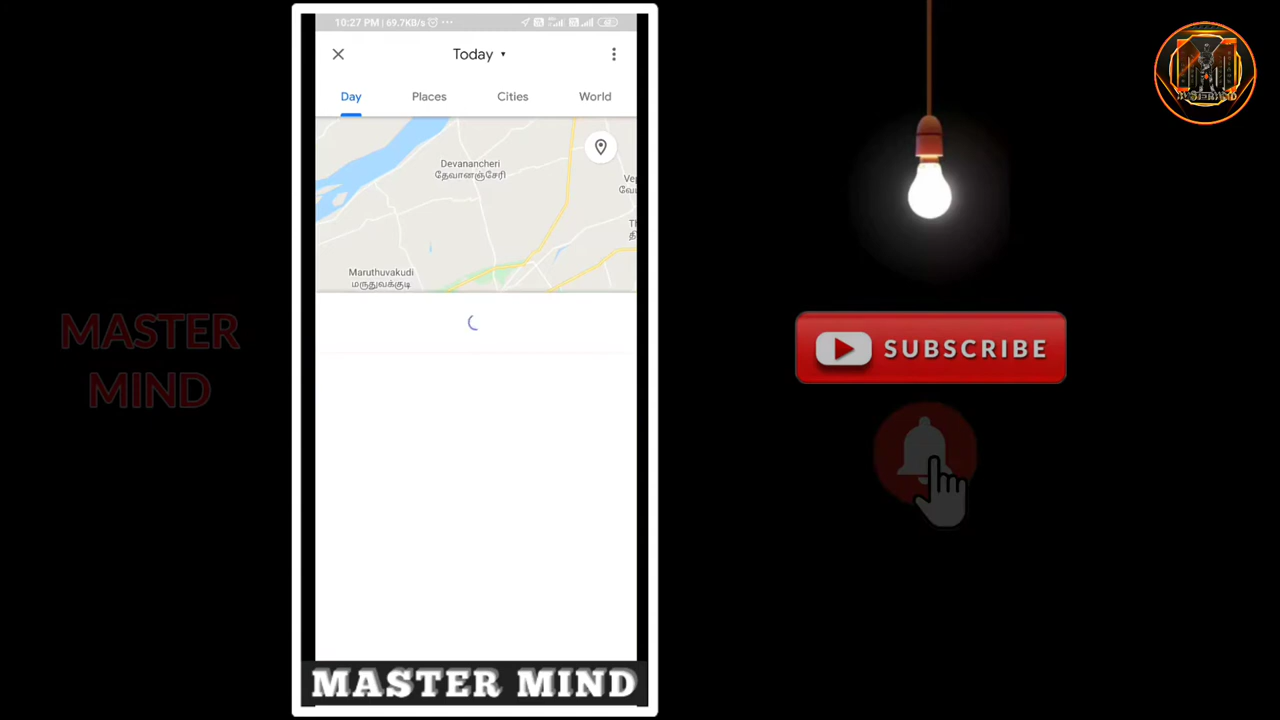 10:27 PM | 69.7KB/s
Today
Day Places Cities World
Devanancheri
தேவானஞ்சேரி
Maruthuvakudi
மருதுவக்குடி
MASTER
MIND
SUBSCRIBE
MASTER MIND